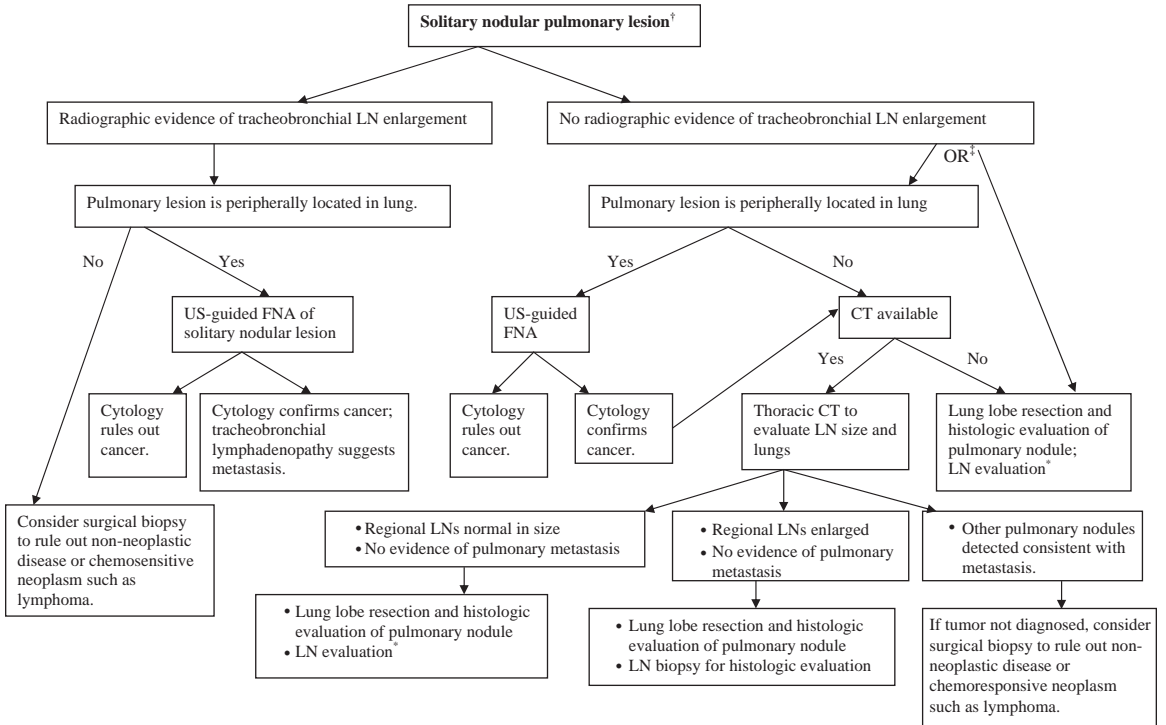 Solitary nodular pulmonary lesion†
Radiographic evidence of tracheobronchial LN enlargement
No radiographic evidence of tracheobronchial LN enlargement
OR‡
Pulmonary lesion is peripherally located in lung.
Pulmonary lesion is peripherally located in lung
No
Yes
Yes
No
US-guided FNA of
solitary nodular lesion
US-guided
FNA
CT available
Yes
No
Cytology
rules out
cancer.
Cytology confirms cancer;
tracheobronchial
lymphadenopathy suggests
metastasis.
Cytology
rules out
cancer.
Cytology
confirms
cancer.
Thoracic CT to
evaluate LN size and
lungs
Lung lobe resection and
histologic evaluation of
pulmonary nodule;
LN evaluation*
Consider surgical biopsy
to rule out non-neoplastic
disease or chemosensitive
neoplasm such as
lymphoma.
• Regional LNs normal in size
• No evidence of pulmonary metastasis
• Regional LNs enlarged
• No evidence of pulmonary
metastasis
• Other pulmonary nodules
detected consistent with
metastasis.
• Lung lobe resection and histologic
evaluation of pulmonary nodule
• LN evaluation*
• Lung lobe resection and histologic
evaluation of pulmonary nodule
• LN biopsy for histologic evaluation
If tumor not diagnosed, consider
surgical biopsy to rule out non-
neoplastic disease or
chemoresponsive neoplasm
such as lymphoma.